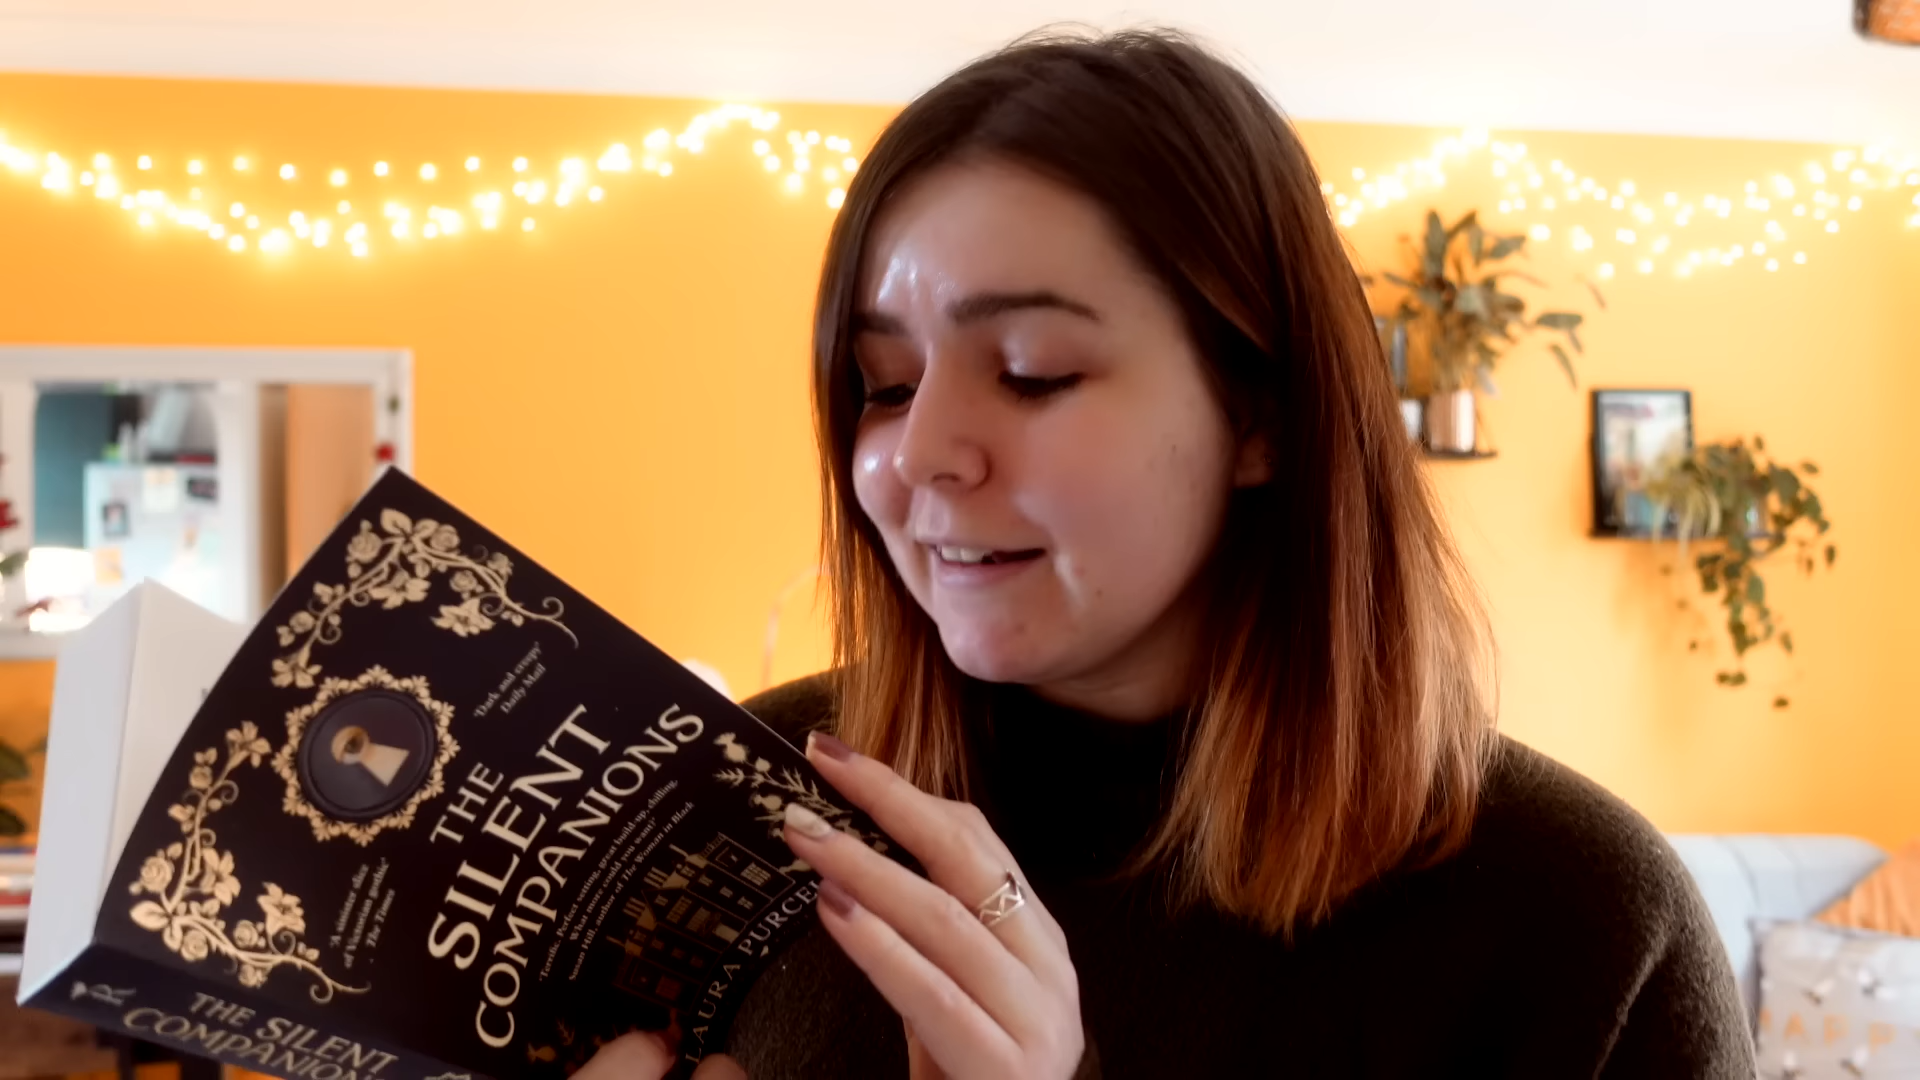 'Dark and creepy'
Daily Mail
THE
SILENT
COMPANIONS
'Terrific. Perfect setting, great build-up, chilling.
What more could you want?'
Susan Hill, author of The Woman in Black
'A sinister slice
of Victorian gothic'
The Times
LAURA PURCEL
THE SILENT
COMPANIONS